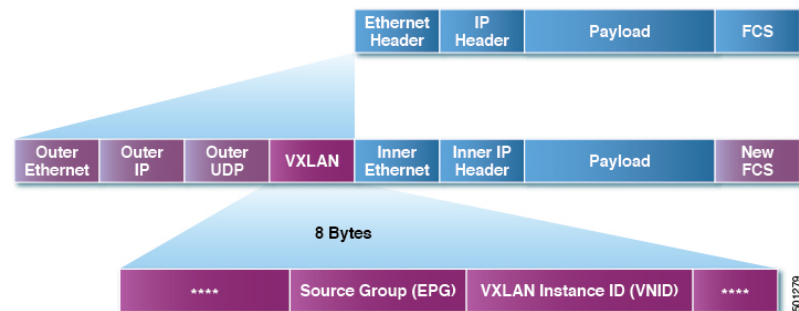 Ethernet Header
IP Header
Payload
FCS
Outer Ethernet
Outer IP
Outer UDP
VXLAN
Inner Ethernet
Inner IP Header
Payload
New FCS
8 Bytes
****
Source Group (EPG)
VXLAN Instance ID (VNID)
****
501279